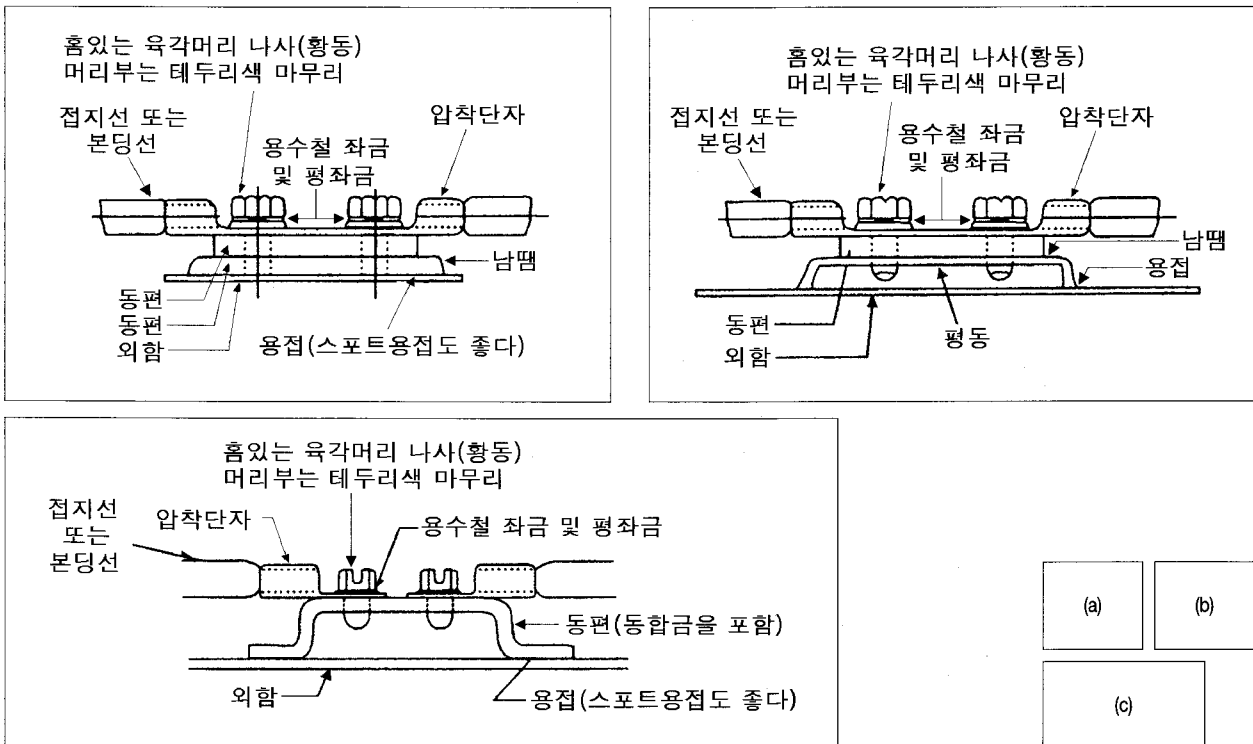 홈있는 육각머리 나사(황동)
머리부는 테두리색 마무리
접지선 또는
본딩선
용수철 좌금
및 평좌금
압착단자
남땜
동편
동편
외함
용접(스포트용접도 좋다)
홈있는 육각머리 나사(황동)
머리부는 테두리색 마무리
접지선 또는
본딩선
용수철 좌금
및 평좌금
압착단자
남땜
용접
동편
외함
평동
홈있는 육각머리 나사(황동)
머리부는 테두리색 마무리
접지선
또는
본딩선
압착단자
용수철 좌금 및 평좌금
동편(동합금을 포함)
외함
용접(스포트용접도 좋다)
(a)
(b)
(c)